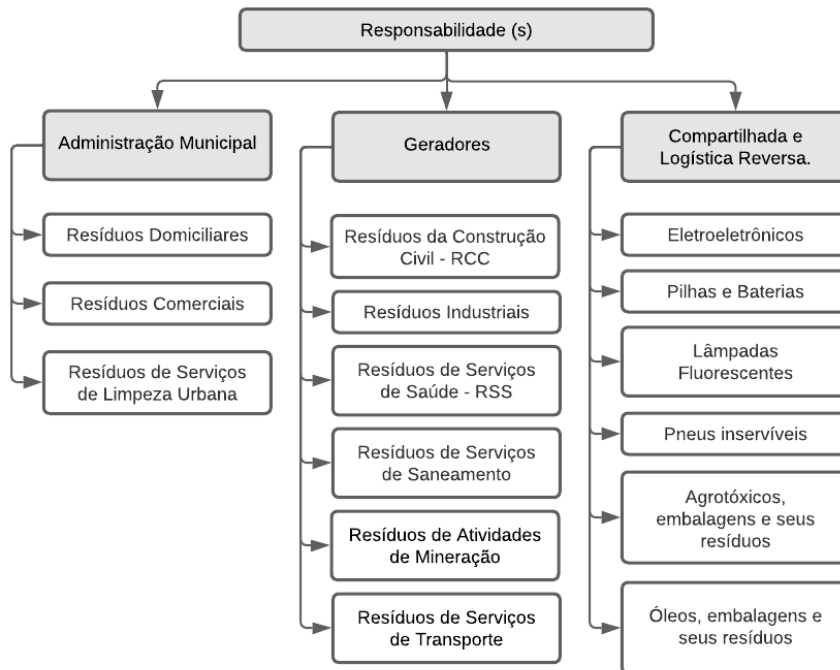 Responsabilidade (s)
Administração Municipal
Resíduos Domiciliares
Resíduos Comerciais
Resíduos de Serviços
de Limpeza Urbana
Geradores
Resíduos da Construção
Civil - RCC
Resíduos Industriais
Resíduos de Serviços
de Saúde - RSS
Resíduos de Serviços
de Saneamento
Resíduos de Atividades
de Mineração
Resíduos de Serviços
de Transporte
Compartilhada e
Logística Reversa.
Eletroeletrônicos
Pilhas e Baterias
Lâmpadas
Fluorescentes
Pneus inservíveis
Agrotóxicos,
embalagens e seus
resíduos
Óleos, embalagens e
seus resíduos